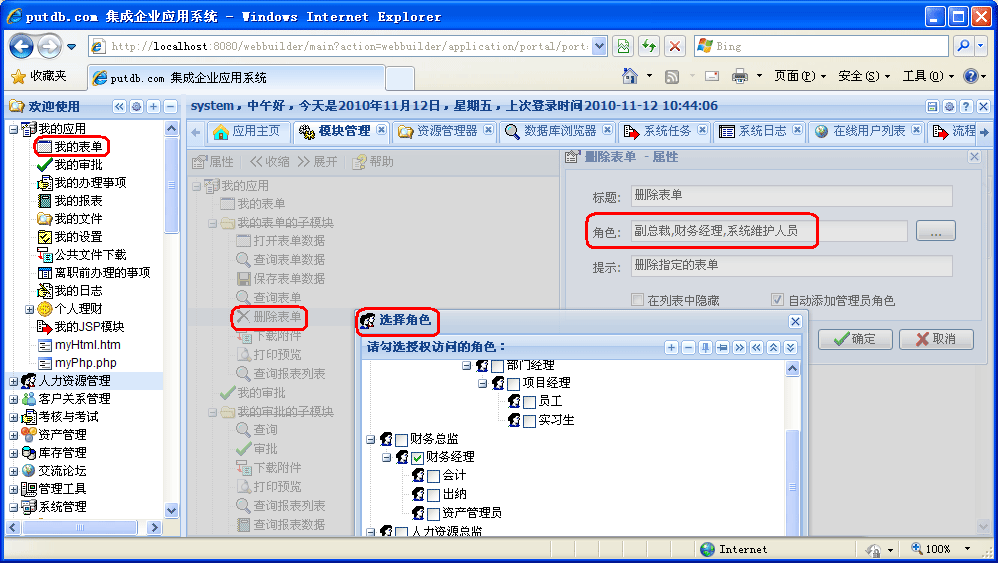 putdb.com 集成企业应用系统 - Windows Internet Explorer
http://localhost:8080/webbuilder/main?action=webbuilder/application/portal/port
Bing
收藏夹
putdb.com 集成企业应用系统
页面(P)
安全(S)
工具(O)
欢迎使用
system，中午好，今天是2010年11月12日，星期五，上次登录时间2010-11-12 10:44:06
应用主页
模块管理
资源管理器
数据库浏览器
系统任务
系统日志
在线用户列表
流程
我的应用
我的表单
我的审批
我的办理事项
我的报表
我的文件
我的设置
公共文件下载
离职前办理的事项
我的日志
个人理财
我的JSP模块
myHtml.htm
myPhp.php
人力资源管理
客户关系管理
考核与考试
资产管理
库存管理
交流论坛
管理工具
系统管理
属性
收缩
展开
帮助
我的应用
我的表单
我的表单的子模块
打开表单数据
查询表单数据
保存表单数据
查询表单
删除表单
下载附件
打印预览
查询报表列表
我的审批
我的审批的子模块
查询
审批
下载附件
打印预览
查询报表列表
查询报表数据
删除表单 - 属性
标题: 删除表单
角色: 副总裁,财务经理,系统维护人员
...
提示: 删除指定的表单
在列表中隐藏
自动添加管理员角色
确定
取消
选择角色
请勾选授权访问的角色：
部门经理
项目经理
员工
实习生
财务总监
财务经理
会计
出纳
资产管理员
人力资源总监
Internet
100%